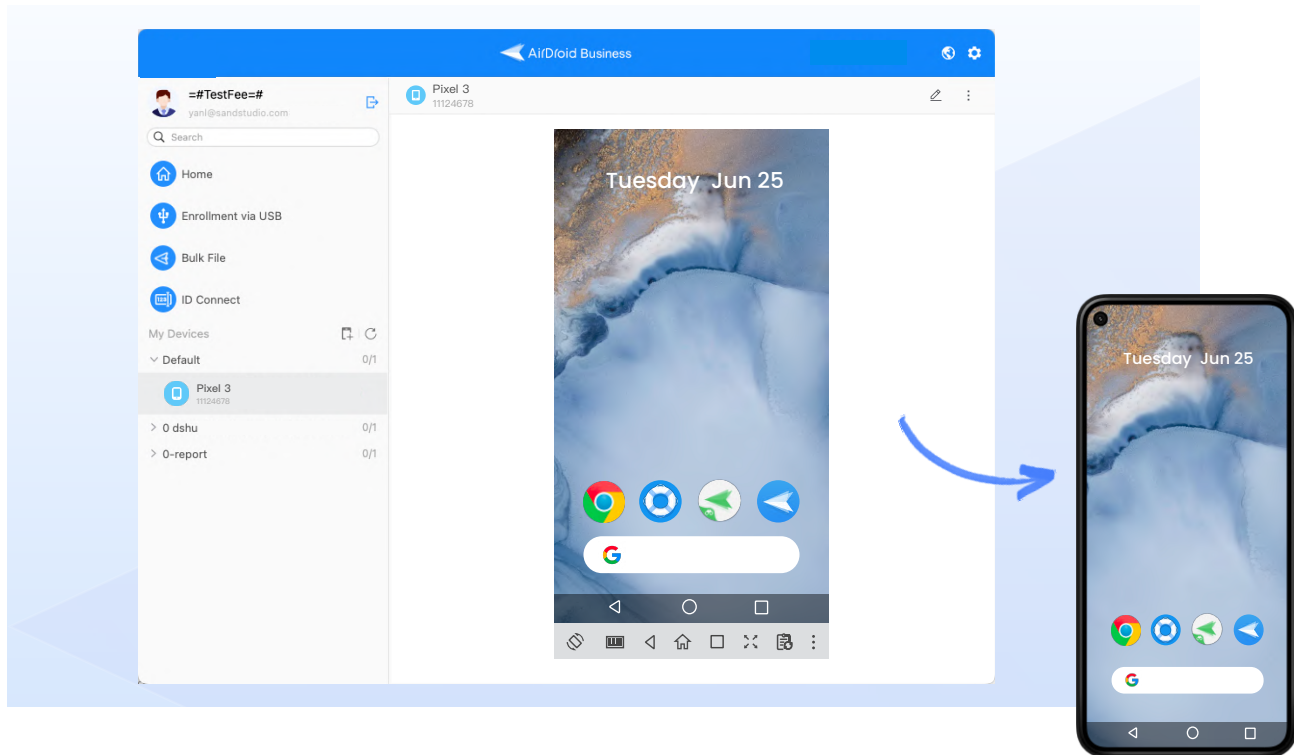 AirDroid Business
=#TestFee=#
yanl@sandstudio.com
Search
Home
Enrollment via USB
Bulk File
123
ID Connect
My Devices
Default 0/1
Pixel 3
11124678
0 dshu 0/1
0-report 0/1
Pixel 3
11124678
Tuesday Jun 25
G
Tuesday Jun 25
G